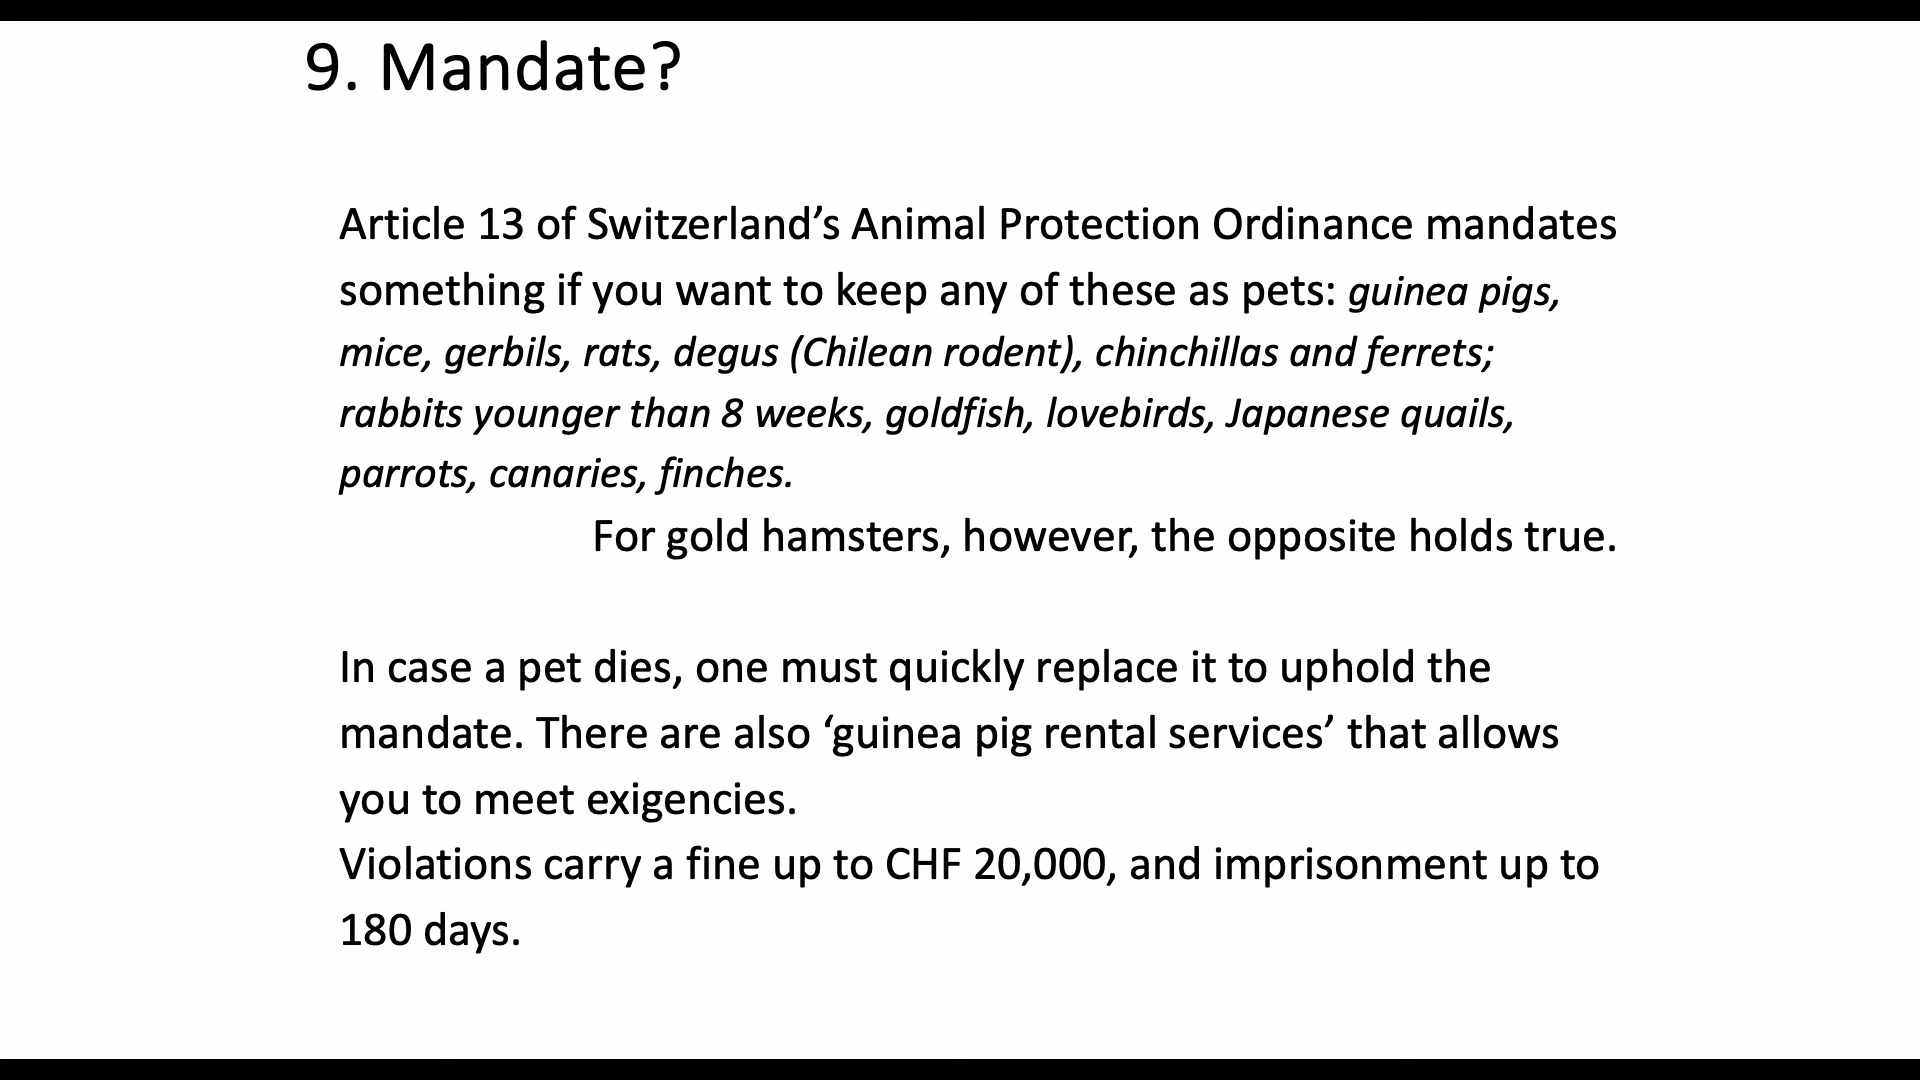 9. Mandate?
Article 13 of Switzerland’s Animal Protection Ordinance mandates
something if you want to keep any of these as pets: guinea pigs,
mice, gerbils, rats, degus (Chilean rodent), chinchillas and ferrets;
rabbits younger than 8 weeks, goldfish, lovebirds, Japanese quails,
parrots, canaries, finches.
For gold hamsters, however, the opposite holds true.
In case a pet dies, one must quickly replace it to uphold the
mandate. There are also ‘guinea pig rental services’ that allows
you to meet exigencies.
Violations carry a fine up to CHF 20,000, and imprisonment up to
180 days.